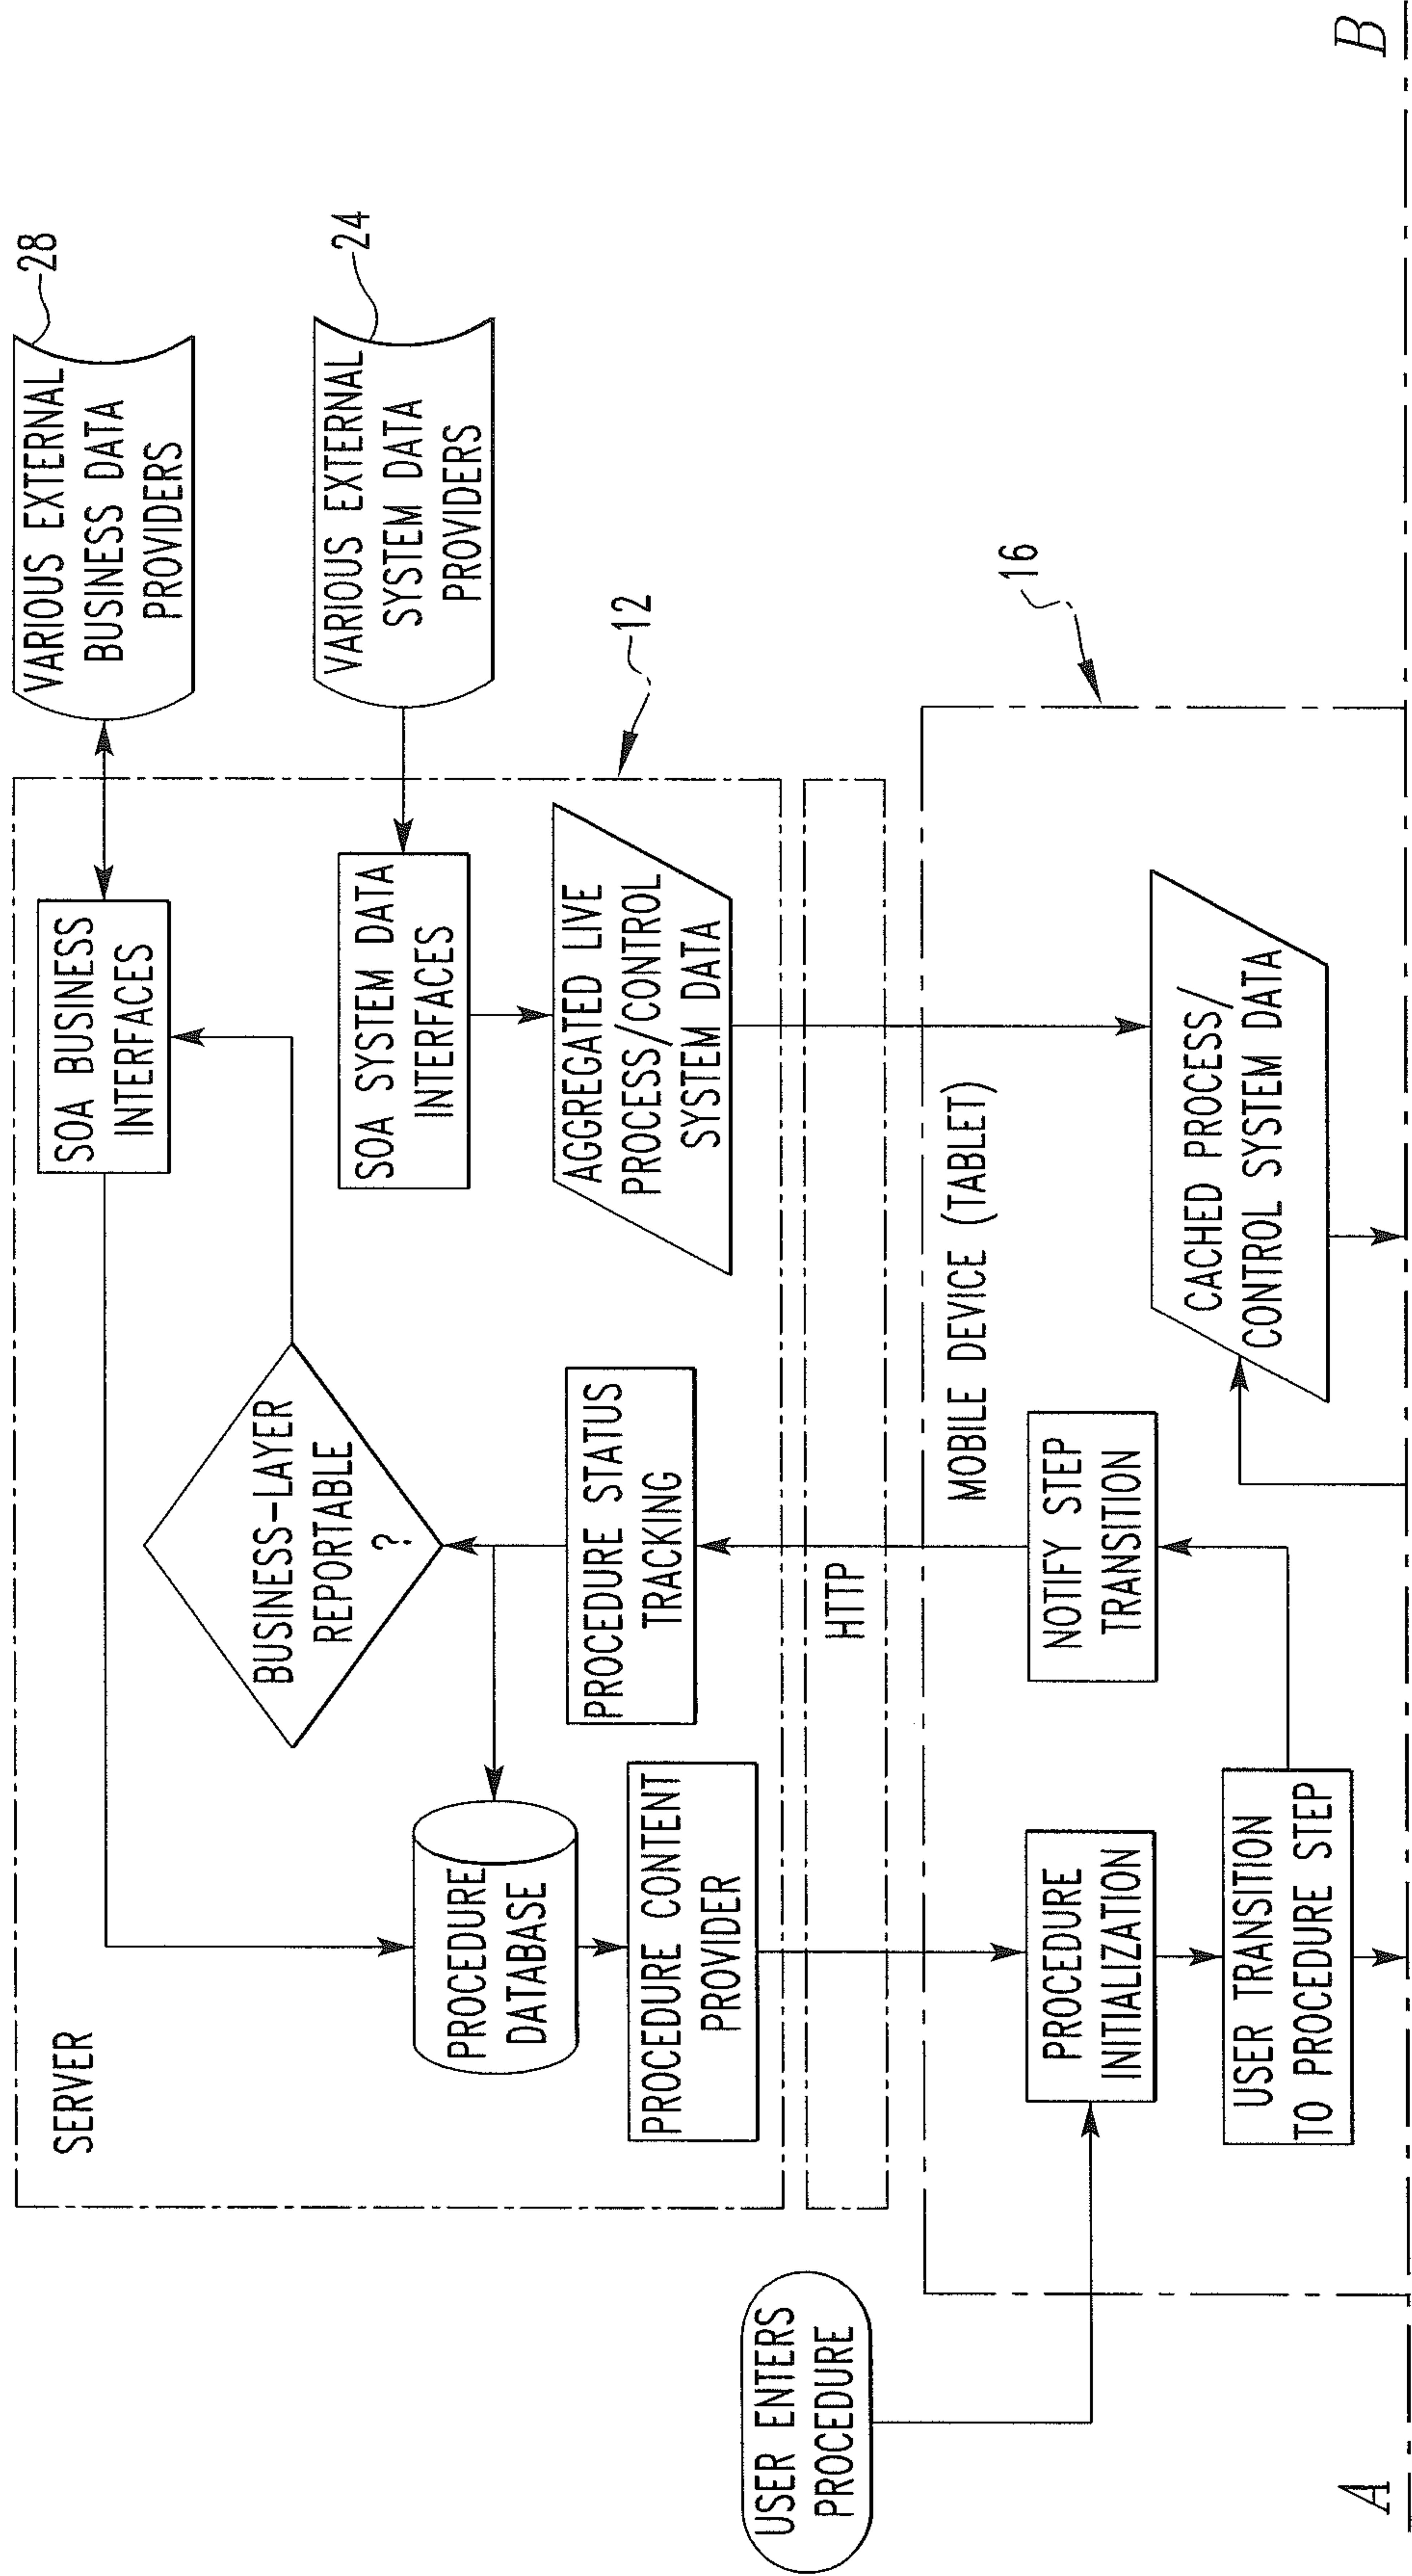 SERVER
SOA BUSINESS
INTERFACES
VARIOUS EXTERNAL
BUSINESS DATA
PROVIDERS
28
BUSINESS-LAYER
REPORTABLE
?
SOA SYSTEM DATA
INTERFACES
VARIOUS EXTERNAL
SYSTEM DATA
PROVIDERS
24
PROCEDURE
DATABASE
PROCEDURE STATUS
TRACKING
AGGREGATED LIVE
PROCESS/CONTROL
SYSTEM DATA
12
PROCEDURE CONTENT
PROVIDER
USER ENTERS
PROCEDURE
HTTP
MOBILE DEVICE (TABLET)
16
PROCEDURE
INITIALIZATION
NOTIFY STEP
TRANSITION
CACHED PROCESS/
CONTROL SYSTEM DATA
USER TRANSITION
TO PROCEDURE STEP
A
B